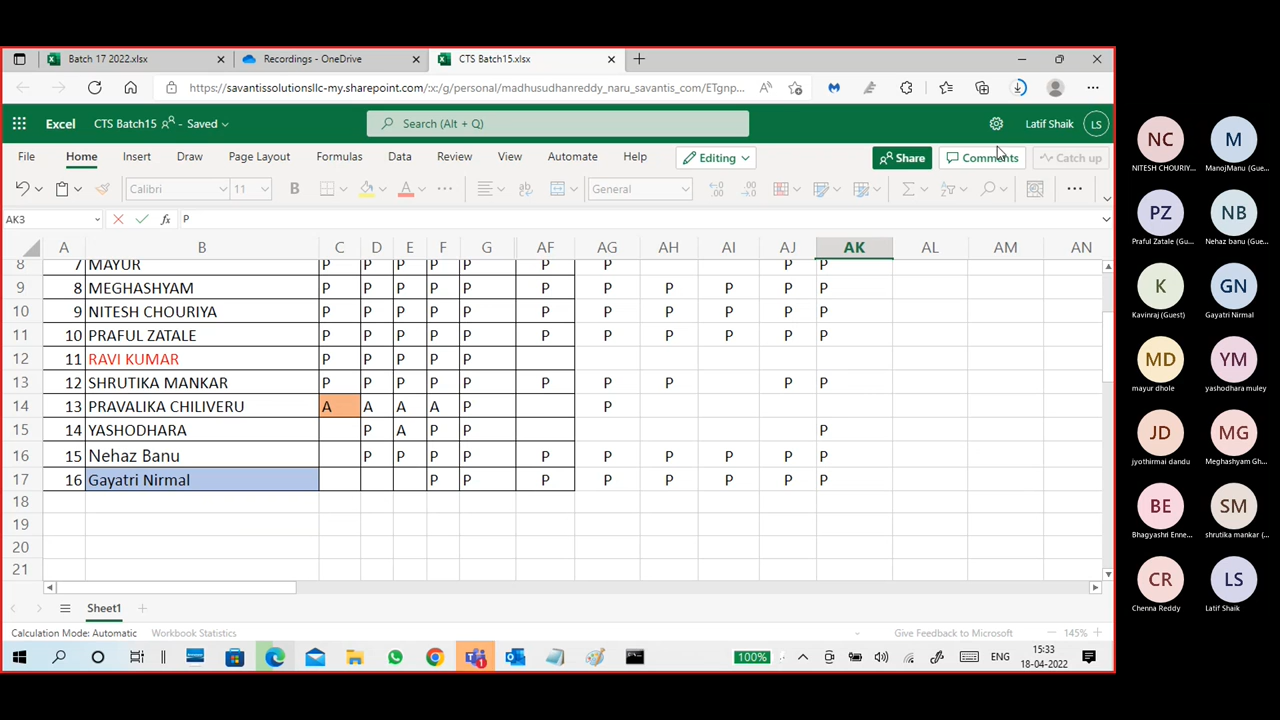 Batch 17 2022.xlsx
Recordings - OneDrive
CTS Batch15.xlsx
https://savantissolutionsllc-my.sharepoint.com/:x:/g/personal/madhusudhanreddy_naru_savantis_com/ETgnp...
Excel CTS Batch15 - Saved Search (Alt + Q) Latif Shaik LS
File Home Insert Draw Page Layout Formulas Data Review View Automate Help Editing Share Comments Catch up
Calibri 11 B A ab General
AK3 fx P
A B C D E F G AF AG AH AI AJ AK AL AM AN
8 7 MAYUR P P P P P P P P P
9 8 MEGHASHYAM P P P P P P P P P P P
10 9 NITESH CHOURIYA P P P P P P P P P P P
11 10 PRAFUL ZATALE P P P P P P P P P P P
12 11 RAVI KUMAR P P P P P
13 12 SHRUTIKA MANKAR P P P P P P P P P P
14 13 PRAVALIKA CHILIVERU A A A A P P
15 14 YASHODHARA P A P P P
16 15 Nehaz Banu P P P P P P P P P P
17 16 Gayatri Nirmal P P P P P P P P
18
19
20
21
Sheet1
Calculation Mode: Automatic Workbook Statistics Give Feedback to Microsoft 145%
100% ENG 15:33
18-04-2022
1
NC M
NITESH CHOURIY... ManojManu (Gue...
PZ NB
Praful Zatale (Gu... Nehaz banu (Guest)
K GN
Kavinraj (Guest) Gayatri Nirmal
MD YM
mayur dhole yashodhara muley
JD MG
jyothirmai dandu Meghashyam Gh...
BE SM
Bhagyashri Enne... shrutika mankar (...
CR LS
Chenna Reddy Latif Shaik